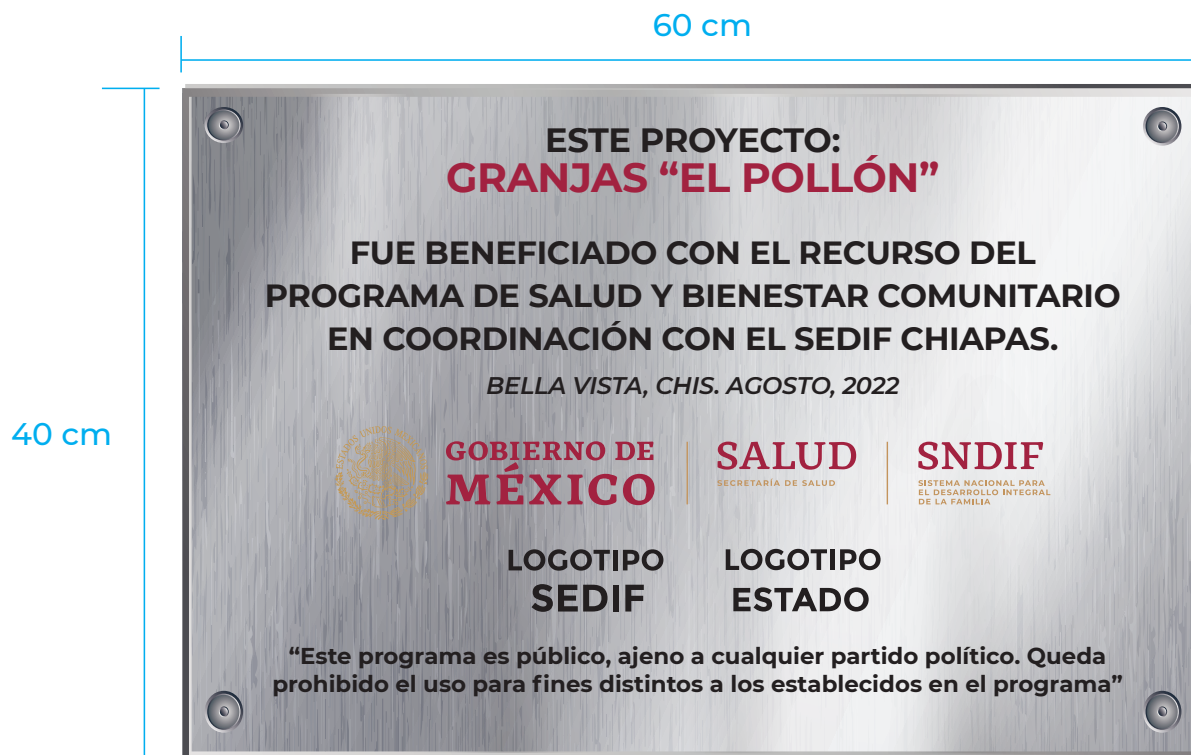 60 cm
40 cm
ESTE PROYECTO:
GRANJAS “EL POLLÓN”
FUE BENEFICIADO CON EL RECURSO DEL
PROGRAMA DE SALUD Y BIENESTAR COMUNITARIO
EN COORDINACIÓN CON EL SEDIF CHIAPAS.
BELLA VISTA, CHIS. AGOSTO, 2022
GOBIERNO DE
MÉXICO
SALUD
SECRETARÍA DE SALUD
SNDIF
SISTEMA NACIONAL PARA
EL DESARROLLO INTEGRAL
DE LA FAMILIA
LOGOTIPO
SEDIF
LOGOTIPO
ESTADO
“Este programa es público, ajeno a cualquier partido político. Queda
prohibido el uso para fines distintos a los establecidos en el programa”